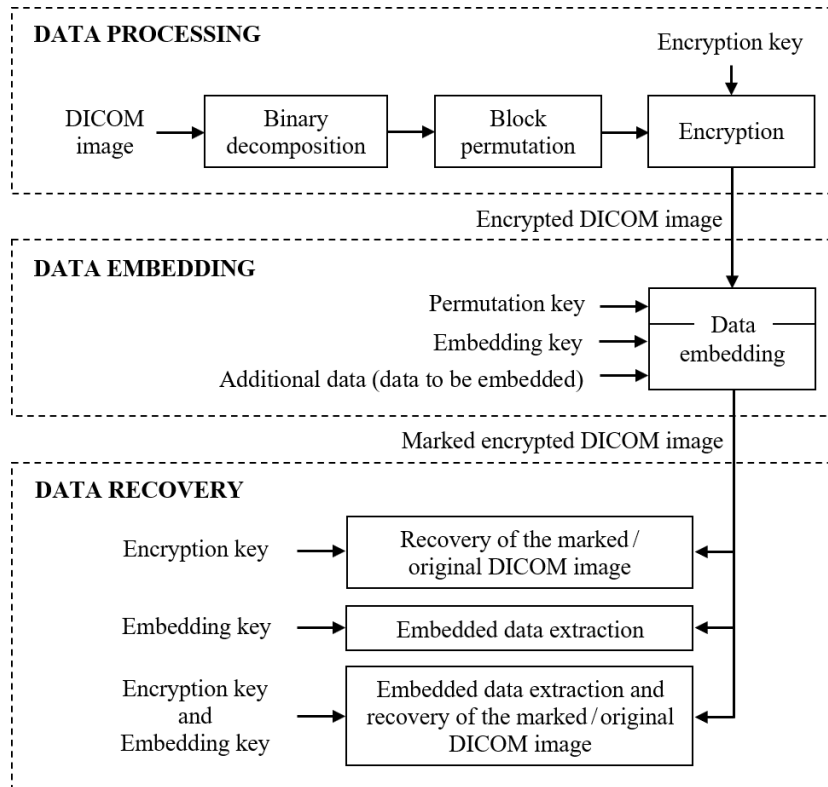 DATA PROCESSING
Encryption key
DICOM
image
Binary
decomposition
Block
permutation
Encryption
Encrypted DICOM image
DATA EMBEDDING
Permutation key
Embedding key
Additional data (data to be embedded)
Data
embedding
Marked encrypted DICOM image
DATA RECOVERY
Encryption key
Recovery of the marked/
original DICOM image
Embedding key
Embedded data extraction
Encryption key
and
Embedding key
Embedded data extraction and
recovery of the marked/original
DICOM image